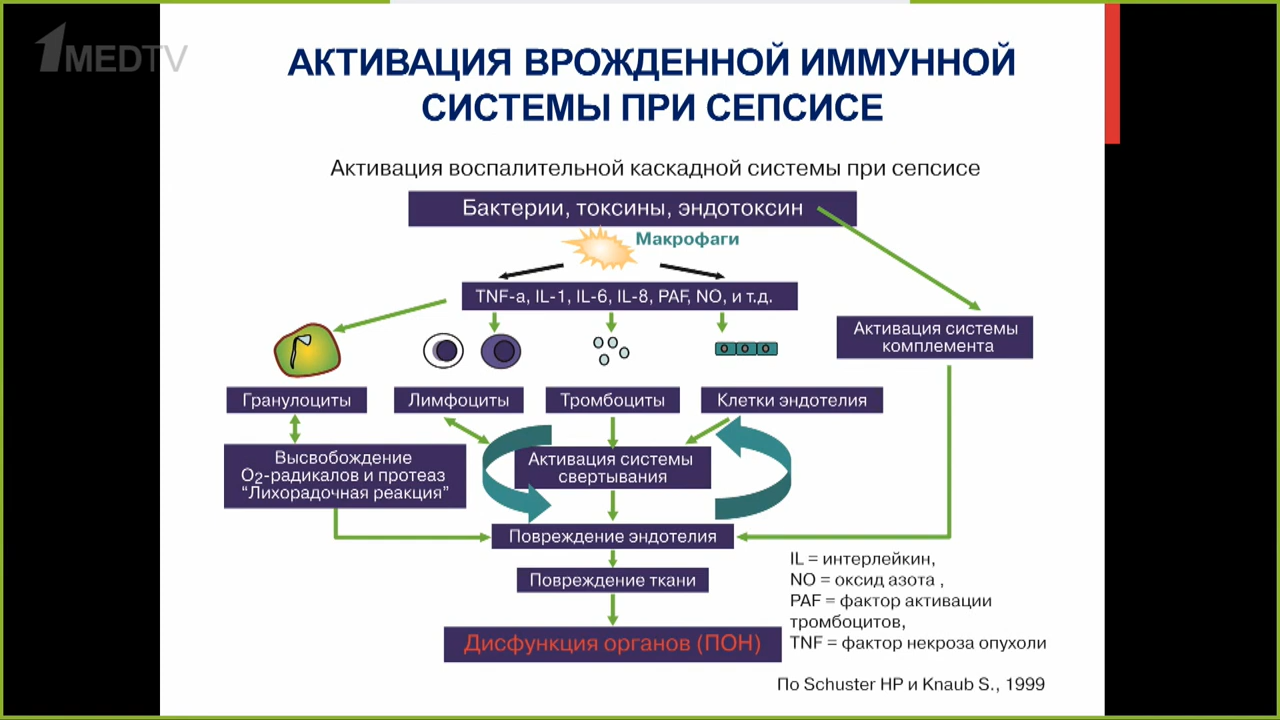 1MEDTV
АКТИВАЦИЯ ВРОЖДЕННОЙ ИММУННОЙ
СИСТЕМЫ ПРИ СЕПСИСЕ
Активация воспалительной каскадной системы при сепсисе
Бактерии, токсины, эндотоксин
Макрофаги
TNF-a, IL-1, IL-6, IL-8, PAF, NO, и т.д.
Активация системы
комплемента
Гранулоциты
Лимфоциты
Тромбоциты
Клетки эндотелия
Высвобождение
O2-радикалов и протеаз
“Лихорадочная реакция”
Активация системы
свертывания
Повреждение эндотелия
Повреждение ткани
Дисфункция органов (ПОН)
IL = интерлейкин,
NO = оксид азота ,
PAF = фактор активации
тромбоцитов,
TNF = фактор некроза опухоли
По Schuster HP и Knaub S., 1999